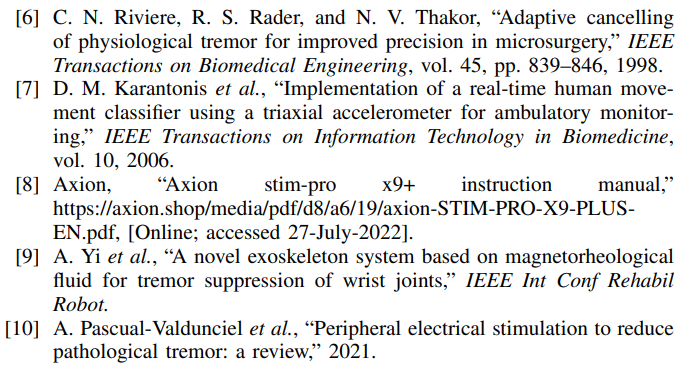 [6] C. N. Riviere, R. S. Rader, and N. V. Thakor, “Adaptive cancelling
of physiological tremor for improved precision in microsurgery,” IEEE
Transactions on Biomedical Engineering, vol. 45, pp. 839–846, 1998.
[7] D. M. Karantonis et al., “Implementation of a real-time human move-
ment classifier using a triaxial accelerometer for ambulatory monitor-
ing,” IEEE Transactions on Information Technology in Biomedicine,
vol. 10, 2006.
[8] Axion, “Axion stim-pro x9+ instruction manual,”
https://axion.shop/media/pdf/d8/a6/19/axion-STIM-PRO-X9-PLUS-
EN.pdf, [Online; accessed 27-July-2022].
[9] A. Yi et al., “A novel exoskeleton system based on magnetorheological
fluid for tremor suppression of wrist joints,” IEEE Int Conf Rehabil
Robot.
[10] A. Pascual-Valdunciel et al., “Peripheral electrical stimulation to reduce
pathological tremor: a review,” 2021.